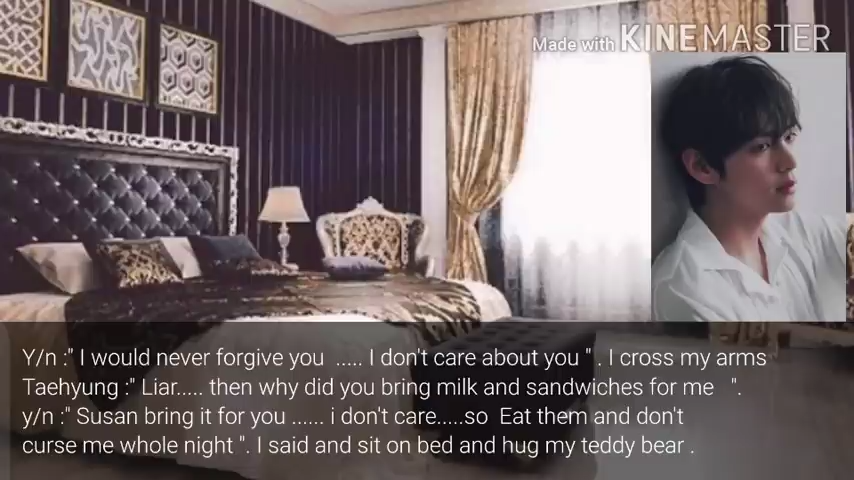 Made with KINEMASTER
Y/n :" I would never forgive you ..... I don't care about you " . I cross my arms
Taehyung :" Liar..... then why did you bring milk and sandwiches for me ".
y/n :" Susan bring it for you ...... i don't care.....so Eat them and don't
curse me whole night ". I said and sit on bed and hug my teddy bear .